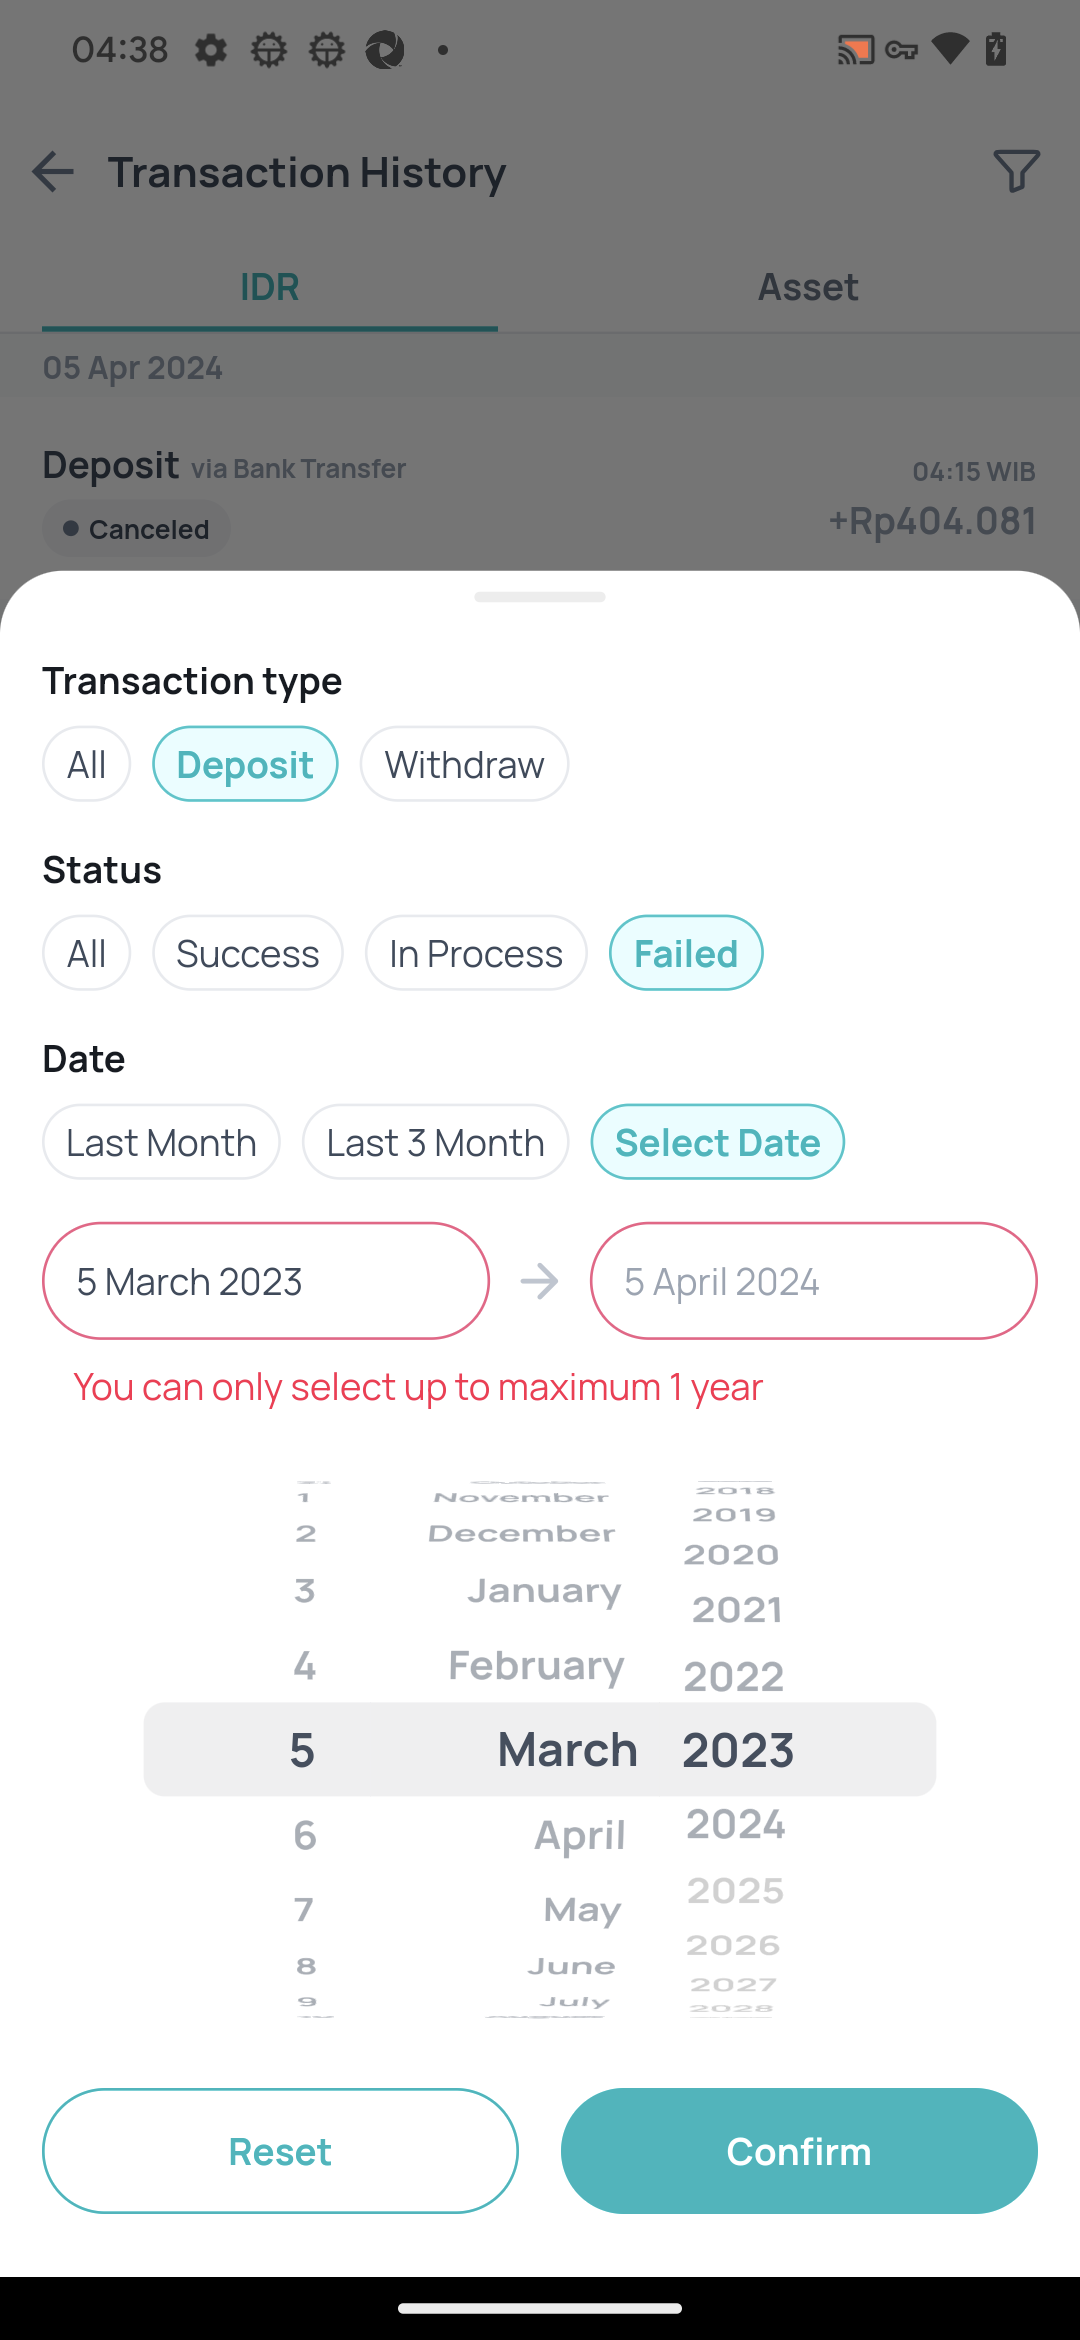 04:38
Transaction History
IDR Asset
05 Apr 2024
Deposit via Bank Transfer 04:15 WIB
Canceled +Rp404.081
Transaction type
All Deposit Withdraw
Status
All Success In Process Failed
Date
Last Month Last 3 Month Select Date
5 March 2023 5 April 2024
You can only select up to maximum 1 year
2018
1 November 2019
2 December 2020
3 January 2021
4 February 2022
5 March 2023
6 April 2024
7 May 2025
8 June 2026
9 July 2027
2028
Reset Confirm